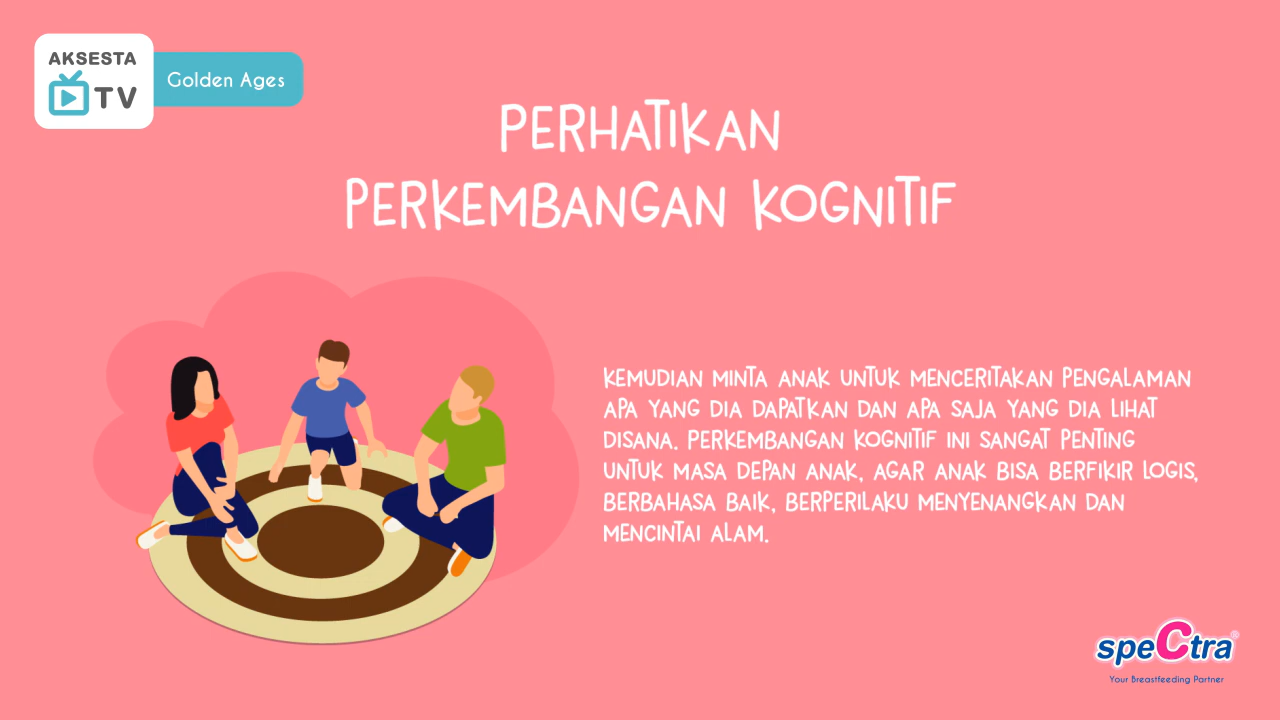 AKSESTA
TV
Golden Ages
PERHATIKAN
PERKEMBANGAN KOGNITIF
KEMUDIAN MINTA ANAK UNTUK MENCERITAKAN PENGALAMAN
APA YANG DIA DAPATKAN DAN APA SAJA YANG DIA LIHAT
DISANA. PERKEMBANGAN KOGNITIF INI SANGAT PENTING
UNTUK MASA DEPAN ANAK, AGAR ANAK BISA BERFIKIR LOGIS,
BERBAHASA BAIK, BERPERILAKU MENYENANGKAN DAN
MENCINTAI ALAM.
speCtra®
Your Breastfeeding Partner